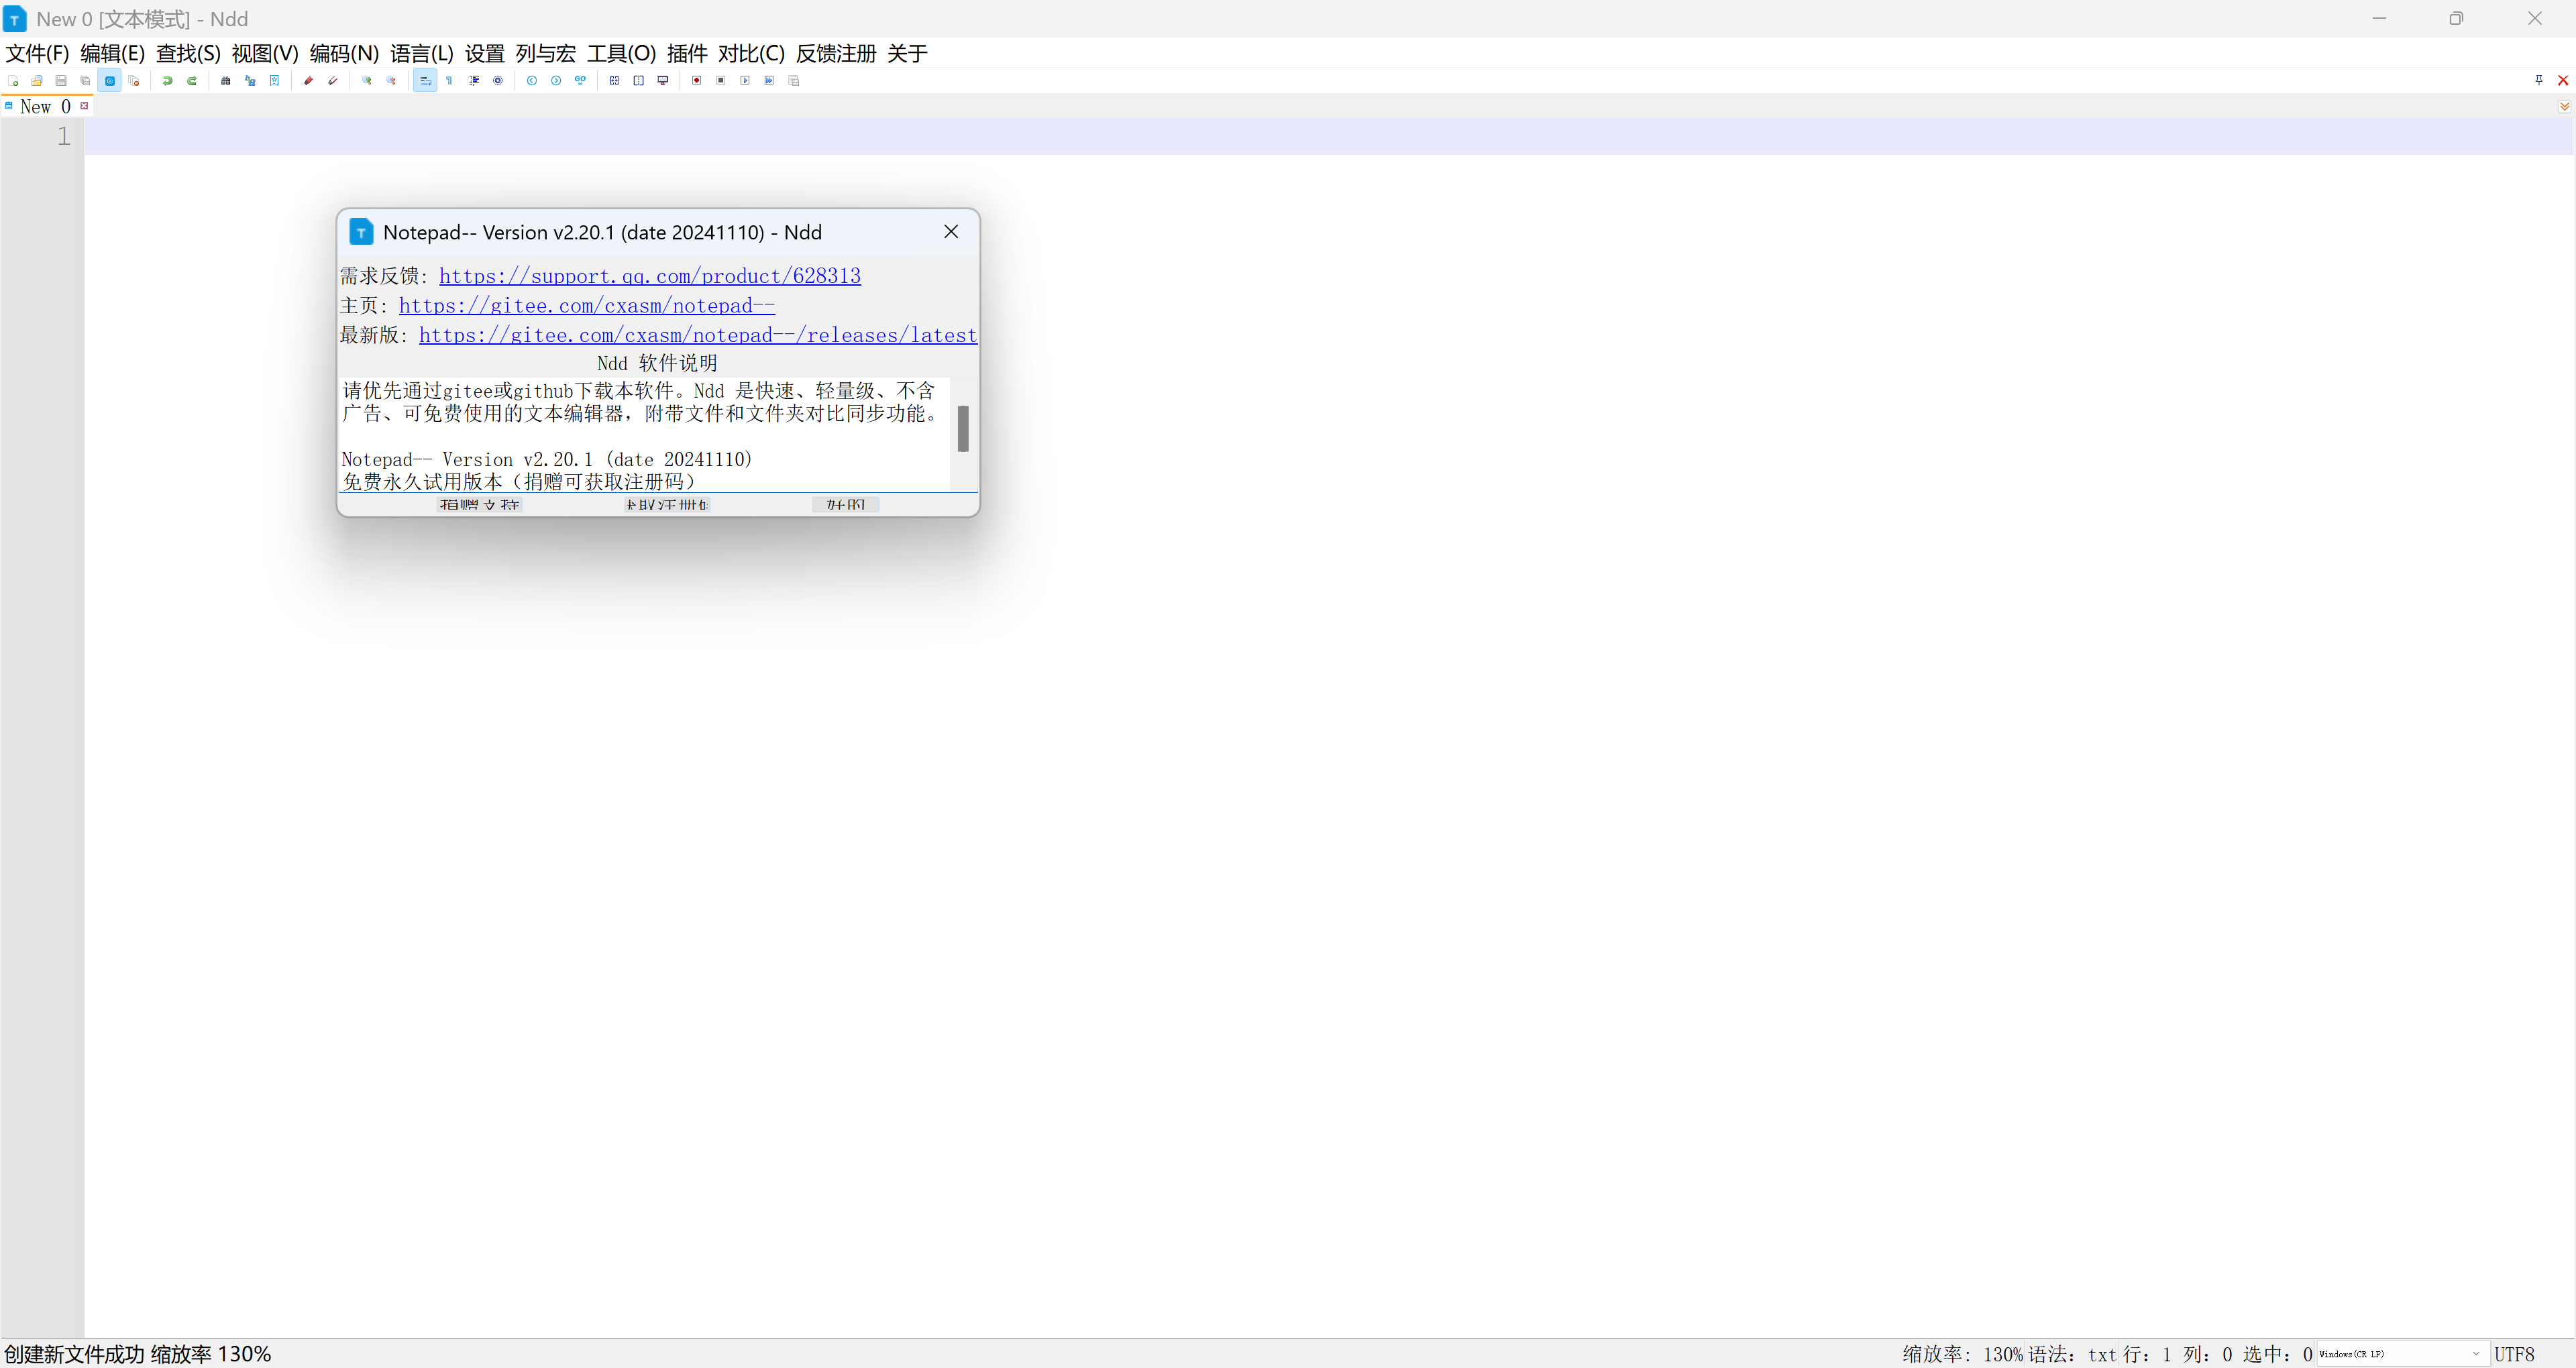 New 0 [文本模式] - Ndd
文件(F) 编辑(E) 查找(S) 视图(V) 编码(N) 语言(L) 设置 列与宏 工具(O) 插件 对比(C) 反馈注册 关于
New 0
1
Notepad-- Version v2.20.1 (date 20241110) - Ndd
需求反馈: https://support.qq.com/product/628313
主页: https://gitee.com/cxasm/notepad--
最新版: https://gitee.com/cxasm/notepad--/releases/latest
Ndd 软件说明
请优先通过gitee或github下载本软件。Ndd 是快速、轻量级、不含
广告、可免费使用的文本编辑器，附带文件和文件夹对比同步功能。
Notepad-- Version v2.20.1 (date 20241110)
免费永久试用版本（捐赠可获取注册码）
捐赠支持 好的
创建新文件成功 缩放率 130% 缩放率: 130% 语法: txt 行: 1 列: 0 选中: 0 Windows(CR LF) UTF8